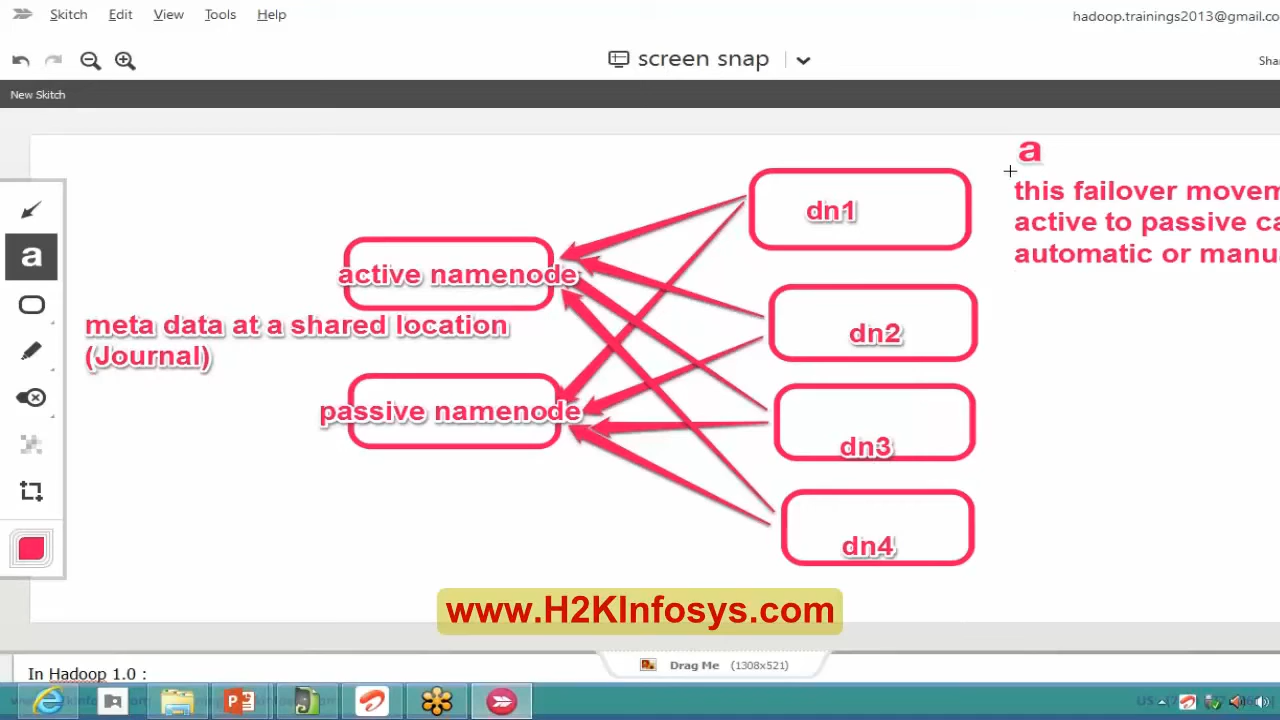 Skitch Edit View Tools Help
hadoop.trainings2013@gmail.co
screen snap
Sha
New Skitch
a
this failover movem
active to passive ca
automatic or manua
a
dn1
active namenode
meta data at a shared location
(Journal)
dn2
passive namenode
dn3
dn4
www.H2KInfosys.com
Drag Me (1308x521)
In Hadoop 1.0 :